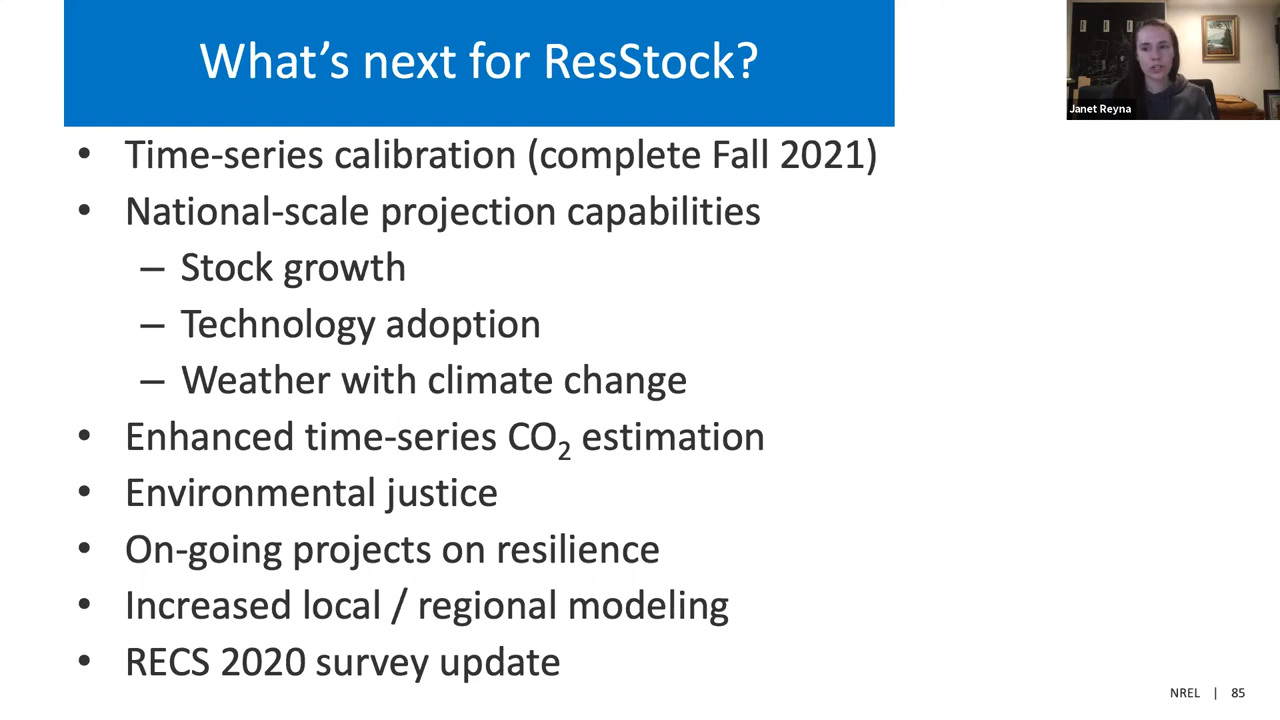 What's next for ResStock?
Janet Reyna
• Time-series calibration (complete Fall 2021)
• National-scale projection capabilities
– Stock growth
– Technology adoption
– Weather with climate change
• Enhanced time-series CO₂ estimation
• Environmental justice
• On-going projects on resilience
• Increased local / regional modeling
• RECS 2020 survey update
NREL | 85